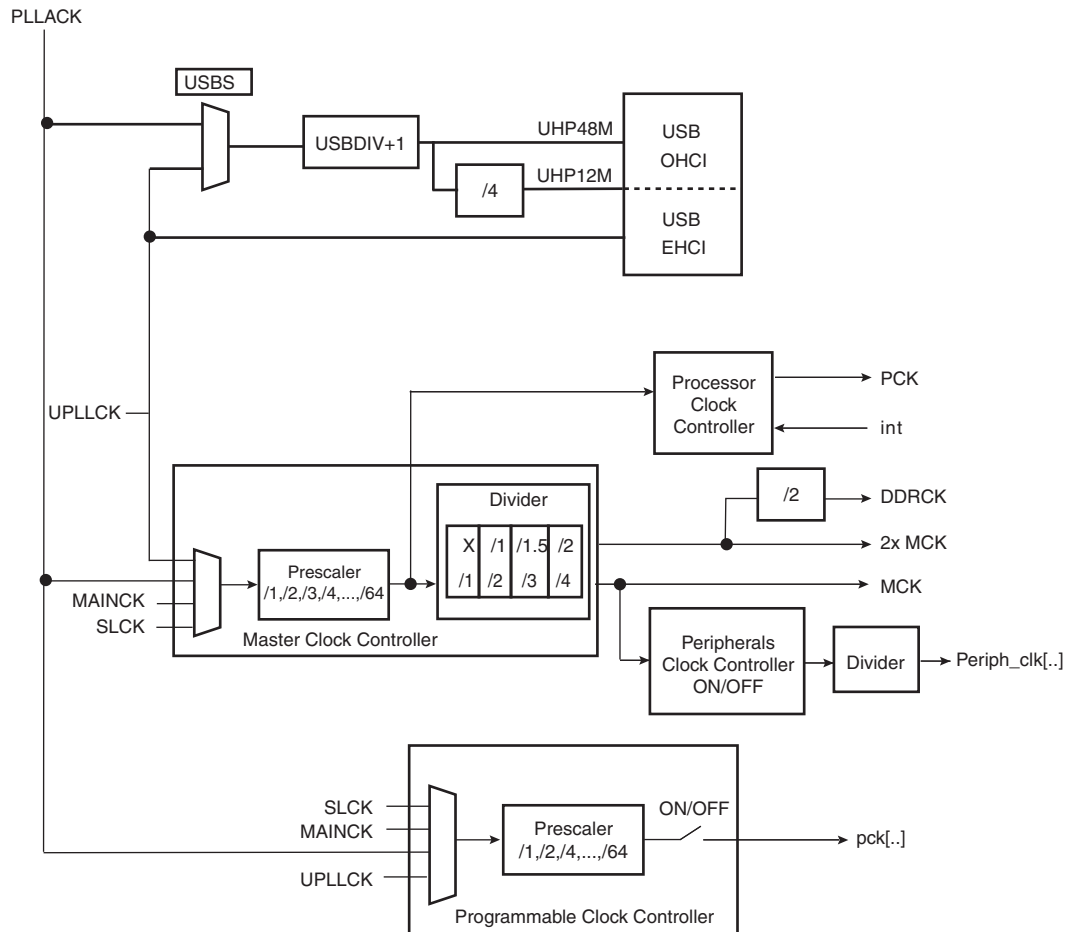 PLLACK
USBS
USBDIV+1
UHP48M
USB
OHCI
/4
UHP12M
USB
EHCI
UPLLCK
Processor
Clock
Controller
PCK
int
/2
DDRCK
Divider
X /1 /1.5 /2
/1 /2 /3 /4
2x MCK
MCK
Prescaler
/1,/2,/3,/4,...,/64
MAINCK
SLCK
Master Clock Controller
Peripherals
Clock Controller
ON/OFF
Divider
Periph_clk[..]
SLCK
MAINCK
UPLLCK
Prescaler
/1,/2,/4,...,/64
ON/OFF
pck[..]
Programmable Clock Controller